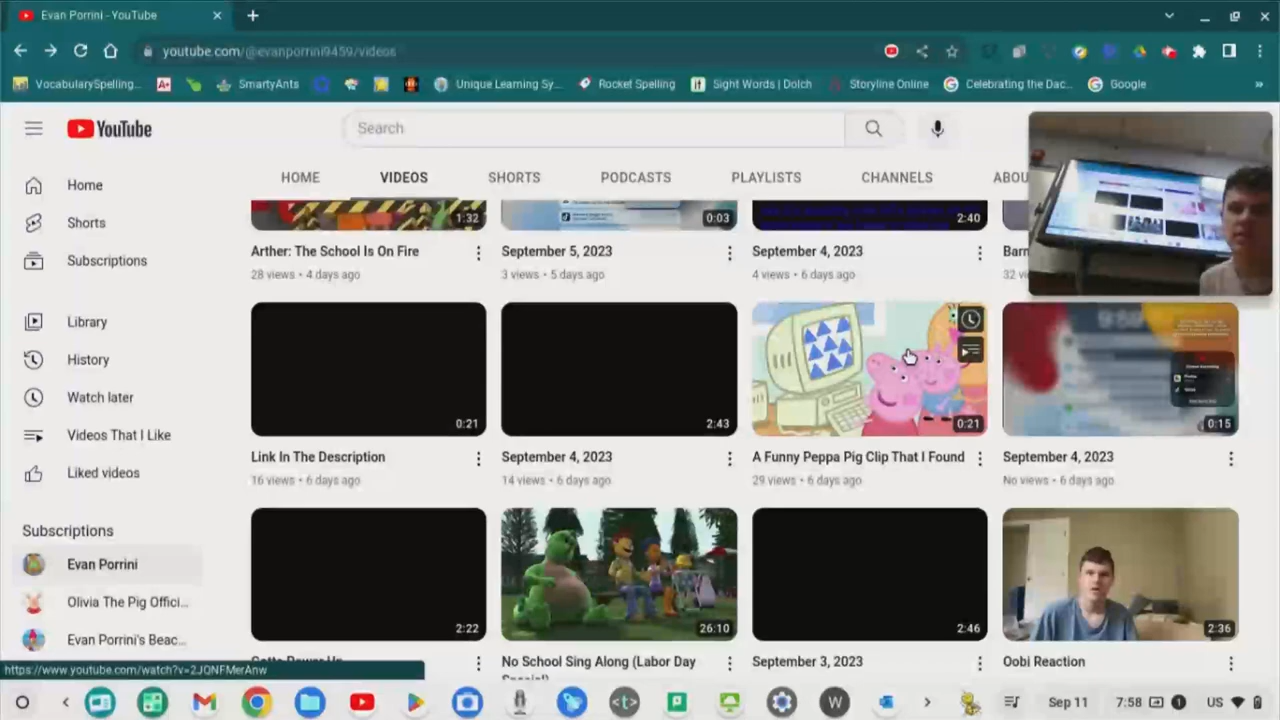 Evan Porrini - YouTube
youtube.com/@evanporrini9459/videos
VocabularySpelling...
A+
SmartyAnts
Unique Learning Sy...
Rocket Spelling
Sight Words | Dolch
Storyline Online
Celebrating the Dac...
Google
YouTube
Search
HOME
VIDEOS
SHORTS
PODCASTS
PLAYLISTS
CHANNELS
ABOU
Home
Shorts
Subscriptions
Library
History
Watch later
Videos That I Like
Liked videos
Subscriptions
Evan Porrini
Olivia The Pig Offici...
Evan Porrini's Beac...
1:32
0:03
2:40
Arther: The School Is On Fire
28 views • 4 days ago
September 5, 2023
3 views • 5 days ago
September 4, 2023
4 views • 6 days ago
Barn
32 vi
0:21
2:43
0:21
0:15
Link In The Description
16 views • 6 days ago
September 4, 2023
14 views • 6 days ago
A Funny Peppa Pig Clip That I Found
29 views • 6 days ago
September 4, 2023
No views • 6 days ago
9:59
2:22
26:10
2:46
2:36
No School Sing Along (Labor Day
Special)
September 3, 2023
Oobi Reaction
https://www.youtube.com/watch?v=2JQNFMerAnw
Sep 11
7:58
1
US
W